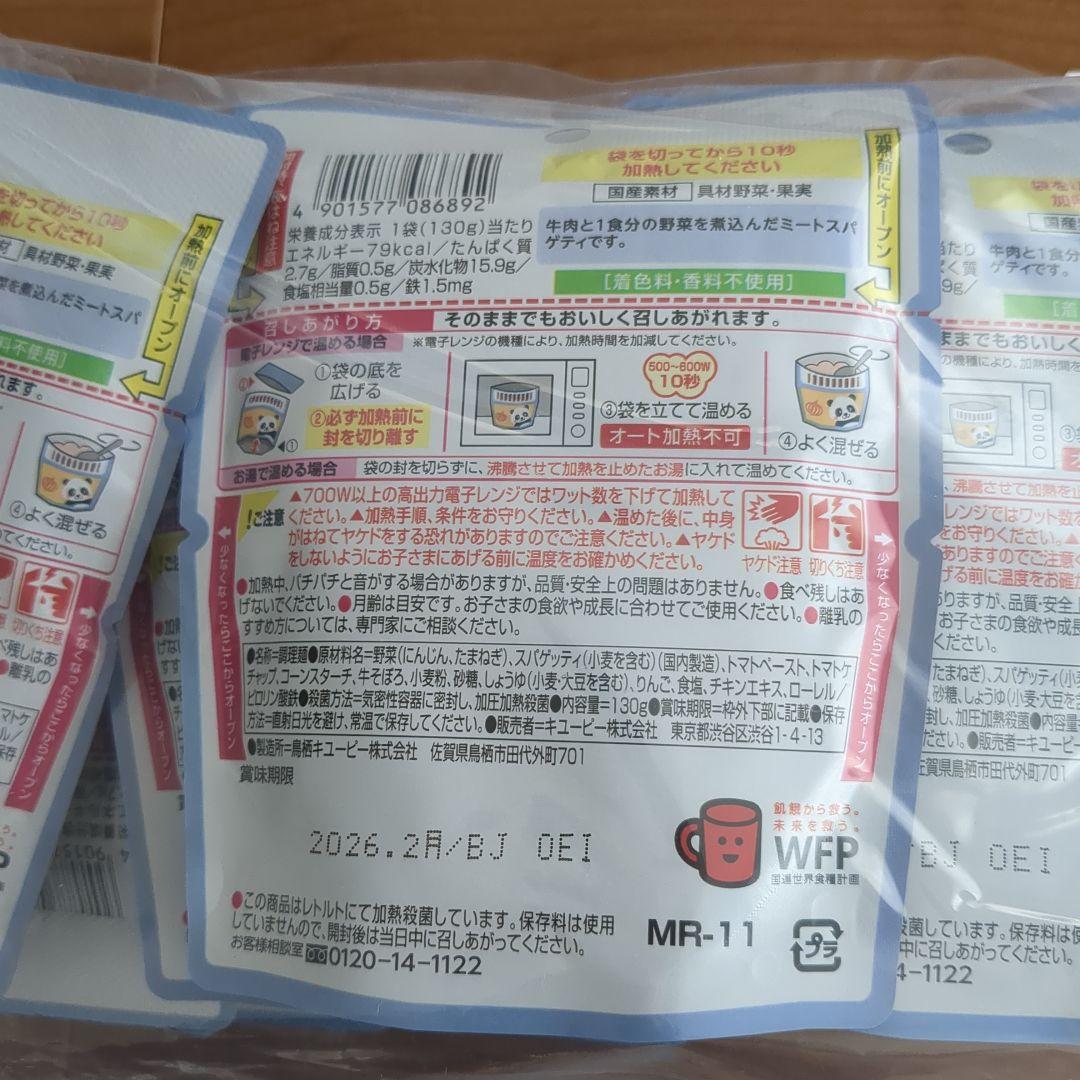 4 901577 086892
栄養成分表示 1袋(130g)当たり
エネルギー79kcal/たんぱく質
2.7g/脂質0.5g/炭水化物15.9g/
食塩相当量0.5g/鉄1.5mg
袋を切ってから10秒
加熱してください
国産素材 具材野菜・果実
牛肉と1食分の野菜を煮込んだミートスパ
ゲティです。
[着色料・香料不使用]
加熱前にオープン
召しあがり方 そのままでもおいしく召しあがれます。
電子レンジで温める場合 ※電子レンジの機種により、加熱時間を加減してください。
①袋の底を
広げる
②必ず加熱前に
封を切り離す
500~600W
10秒
③袋を立てて温める
オート加熱不可
④よく混ぜる
お湯で温める場合 袋の封を切らずに、沸騰させて加熱を止めたお湯に入れて温めてください。
!ご注意
▲700W以上の高出力電子レンジではワット数を下げて加熱して
ください。▲加熱手順、条件をお守りください。▲温めた後に、中身
がはねてヤケドをする恐れがありますのでご注意ください。▲ヤケド
をしないようにお子さまにあげる前に温度をお確かめください。
ヤケド注意 切りくち注意
●加熱中、パチパチと音がする場合がありますが、品質・安全上の問題はありません。●食べ残しはあ
げないでください。●月齢は目安です。お子さまの食欲や成長に合わせてご使用ください。●離乳の
すすめ方については、専門家にご相談ください。
少なくなったらここからオープン
少なくなったらここからオープン
●名称=調理麺●原材料名=野菜(にんじん、たまねぎ)、スパゲッティ(小麦を含む)(国内製造)、トマトペースト、トマトケ
チャップ、コーンスターチ、牛そぼろ、小麦粉、砂糖、しょうゆ(小麦・大豆を含む)、りんご、食塩、チキンエキス、ローレル/
ピロリン酸鉄●殺菌方法=気密性容器に密封し、加圧加熱殺菌●内容量=130g●賞味期限=枠外下部に記載●保存
方法=直射日光を避け、常温で保存してください。●販売者=キユーピー株式会社 東京都渋谷区渋谷1-4-13
●製造所=鳥栖キユーピー株式会社 佐賀県鳥栖市田代外町701
賞味期限
2026.2月/BJ OEI
飢餓から救う。
未来を救う。
WFP
国連世界食糧計画
●この商品はレトルトにて加熱殺菌しています。保存料は使用
していませんので、開封後は当日中に召しあがってください。
お客様相談室 0120-14-1122
MR-11
プラ